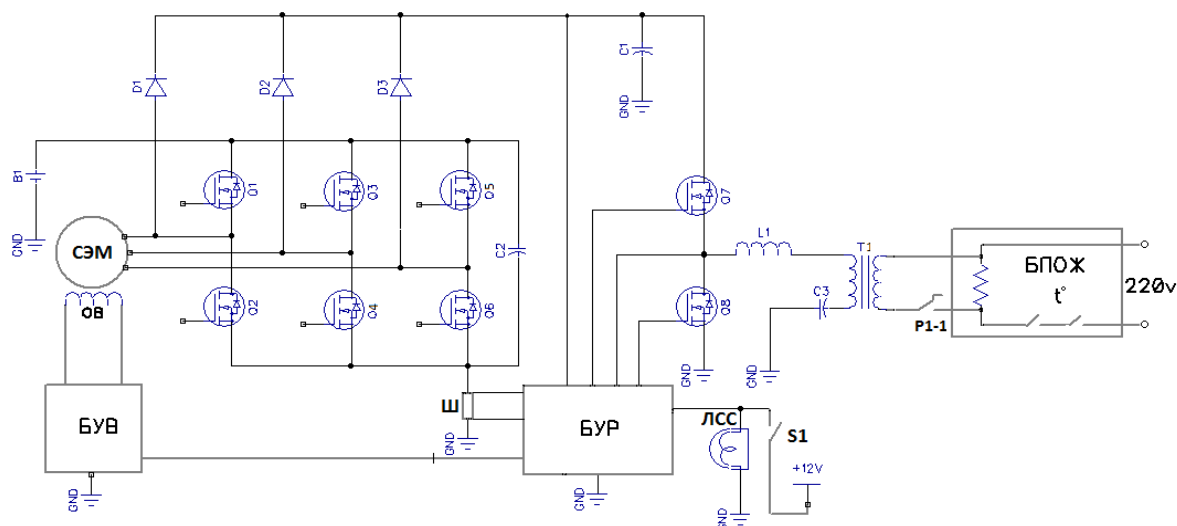 C1
GND
D1
D2
D3
B1
GND
Q1
Q3
Q5
Q7
СЭМ
C2
L1
T1
БПОЖ
t°
220v
ОВ
Q2
Q4
Q6
Q8
C3
P1-1
GND
GND
Ш
БУВ
БУР
ЛСС
S1
GND
+12V
GND
GND
GND